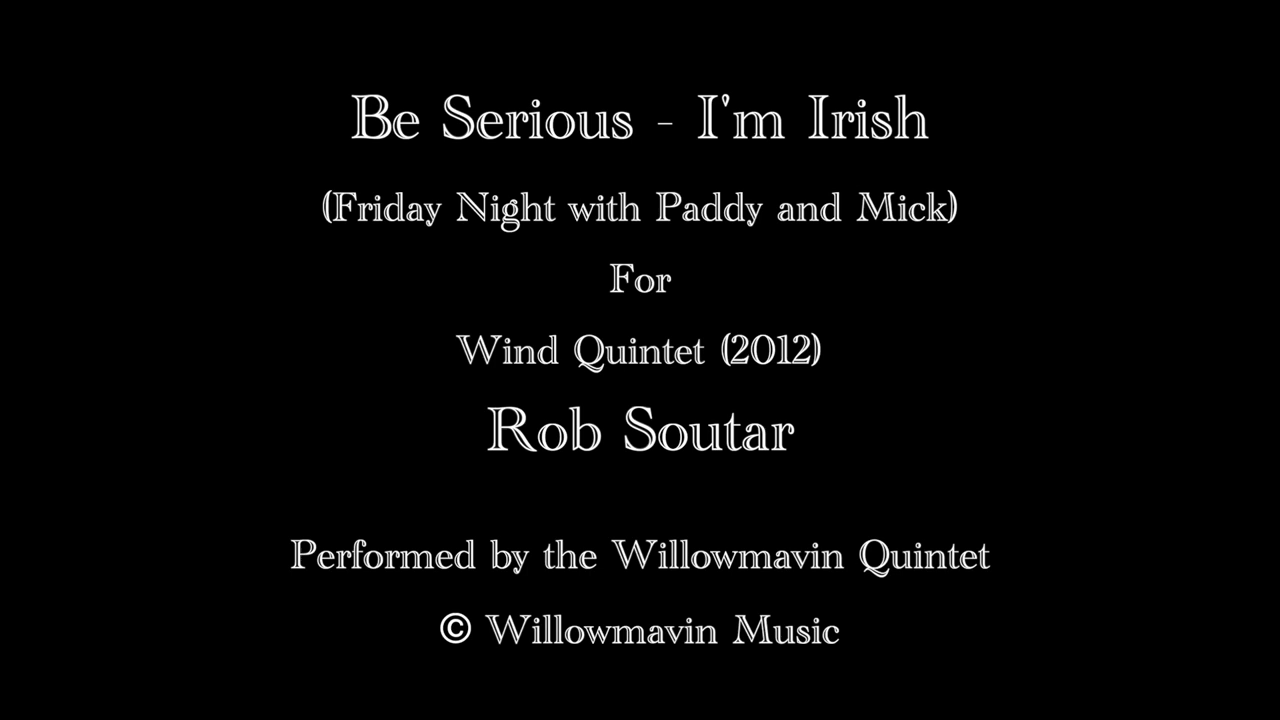 Be Serious - I'm Irish
(Friday Night with Paddy and Mick)
For
Wind Quintet (2012)
Rob Soutar
Performed by the Willowmavin Quintet
© Willowmavin Music